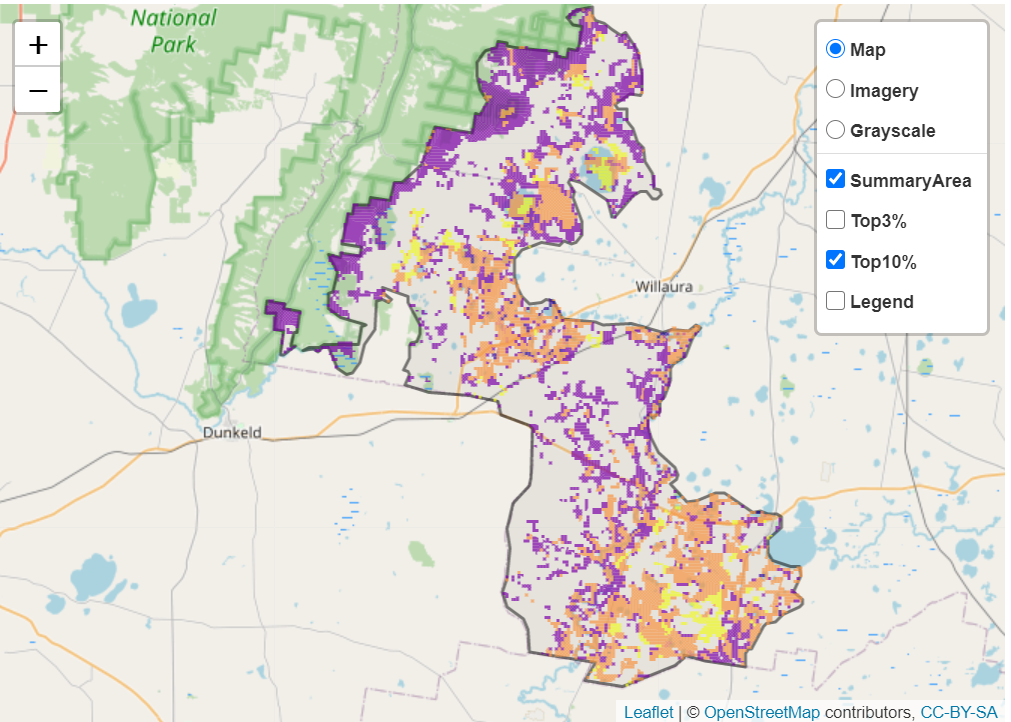 National
Park
+
−
Map
Imagery
Grayscale
SummaryArea
Top3%
Top10%
Legend
Willaura
Dunkeld
Leaflet | © OpenStreetMap contributors, CC-BY-SA